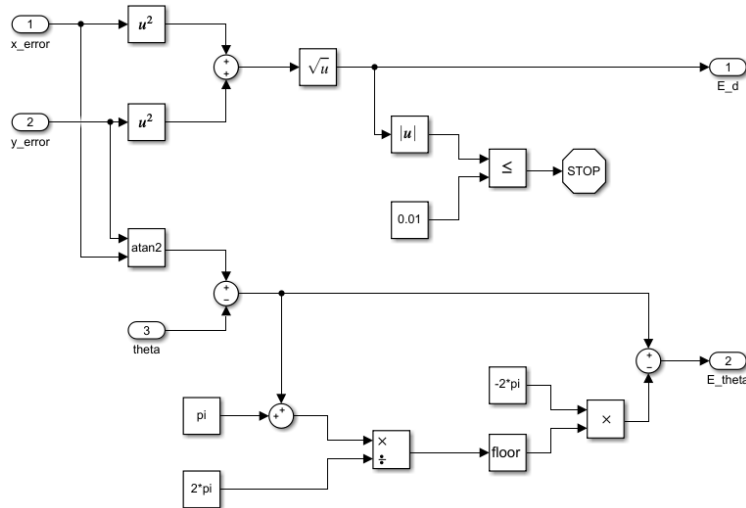 1
x_error
u²
+
+
√u
1
E_d
2
y_error
u²
|u|
≤
STOP
0.01
atan2
+
−
3
theta
+
−
2
E_theta
-2*pi
×
pi
+
+
×
÷
floor
2*pi